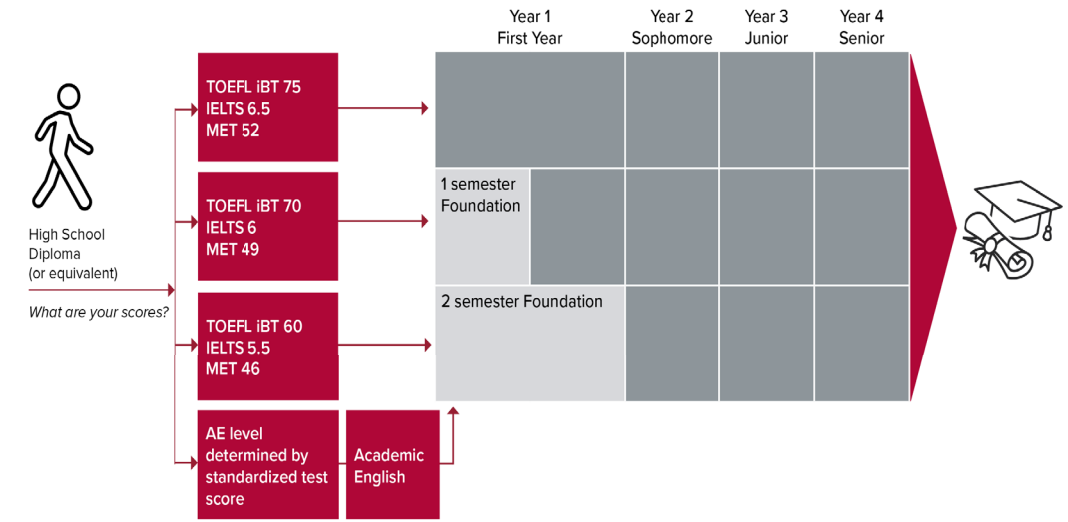 Year 1
First Year
Year 2
Sophomore
Year 3
Junior
Year 4
Senior
TOEFL iBT 75
IELTS 6.5
MET 52
TOEFL iBT 70
IELTS 6
MET 49
1 semester
Foundation
High School
Diploma
(or equivalent)
What are your scores?
TOEFL iBT 60
IELTS 5.5
MET 46
2 semester Foundation
AE level
determined by
standardized test
score
Academic
English